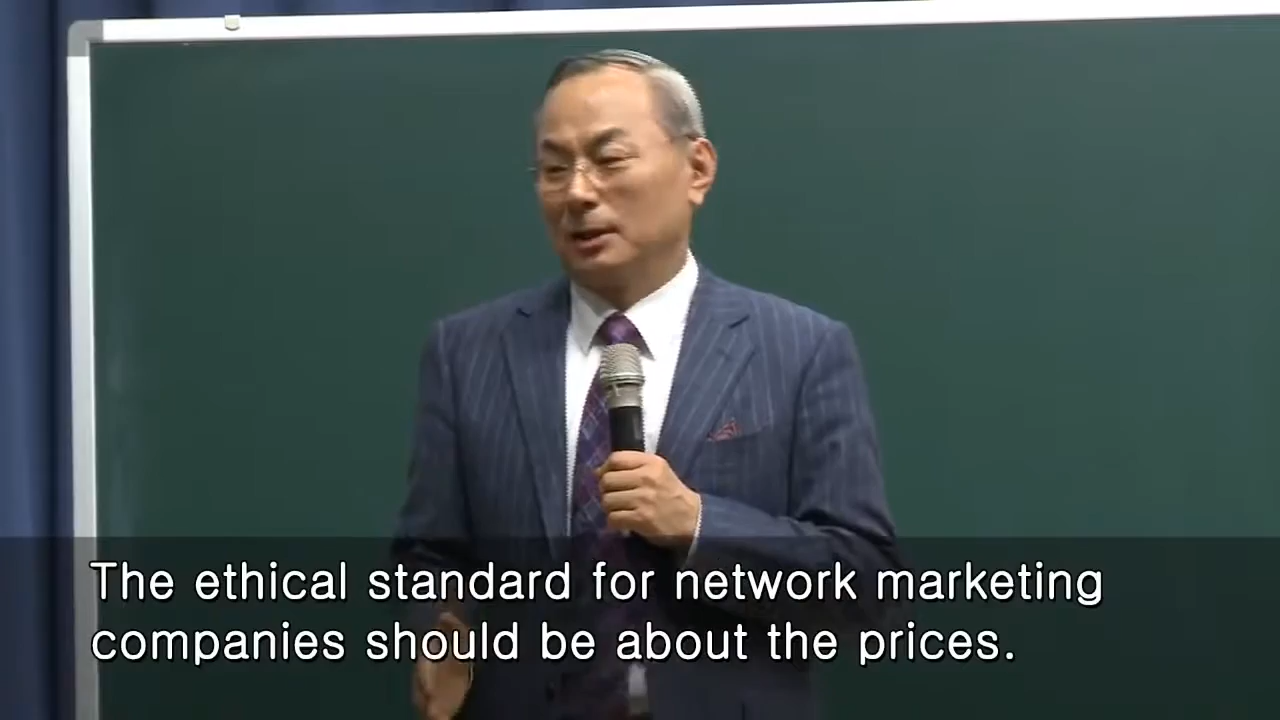 The ethical standard for network marketing
companies should be about the prices.